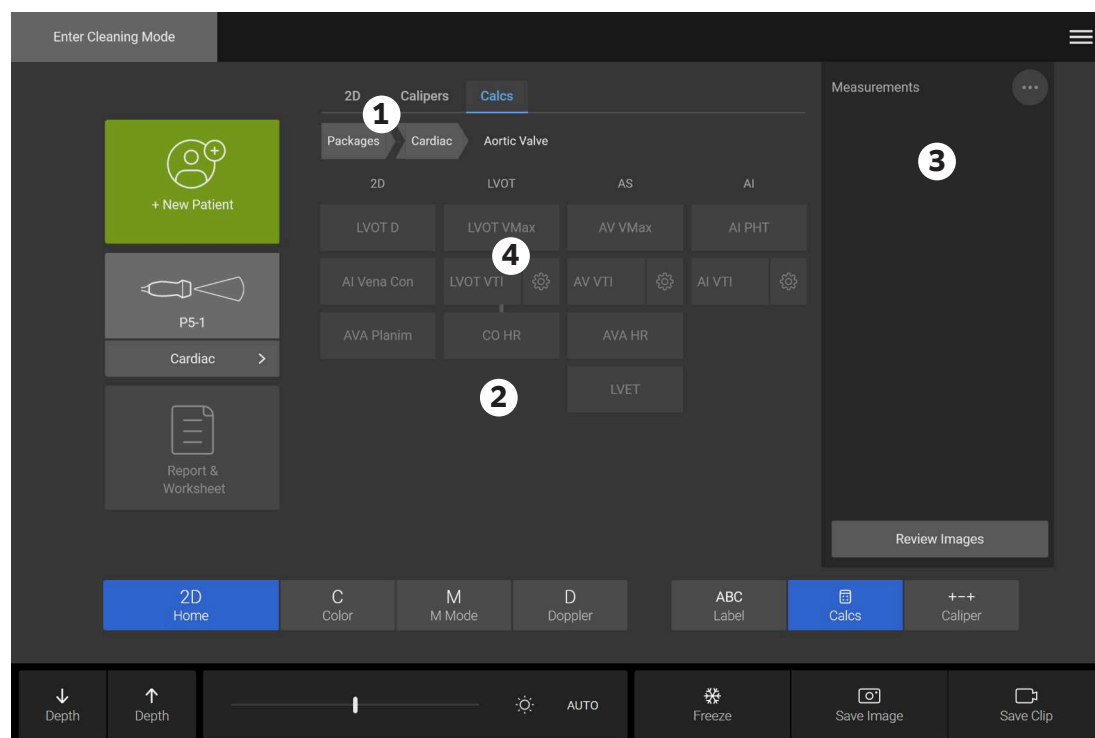 Enter Cleaning Mode
2D Calipers Calcs
1
Packages Cardiac Aortic Valve
2D LVOT AS AI
LVOT D LVOT VMax AV VMax AI PHT
4
AI Vena Con LVOT VTI AV VTI AI VTI
AVA Planim CO HR AVA HR
2
LVET
+ New Patient
P5-1
Cardiac >
Report &
Worksheet
Measurements
3
Review Images
2D C M D ABC +-+
Home Color M Mode Doppler Label Calcs Caliper
AUTO
Depth Depth Freeze Save Image Save Clip